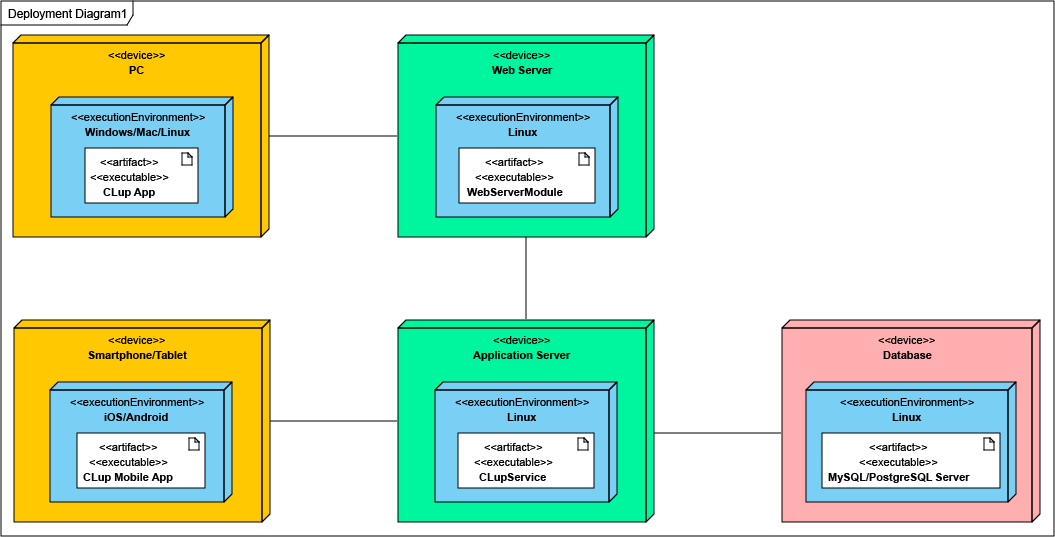 Deployment Diagram1
<<device>>
PC
<<executionEnvironment>>
Windows/Mac/Linux
<<artifact>>
<<executable>>
CLup App
<<device>>
Web Server
<<executionEnvironment>>
Linux
<<artifact>>
<<executable>>
WebServerModule
<<device>>
Smartphone/Tablet
<<executionEnvironment>>
iOS/Android
<<artifact>>
<<executable>>
CLup Mobile App
<<device>>
Application Server
<<executionEnvironment>>
Linux
<<artifact>>
<<executable>>
CLupService
<<device>>
Database
<<executionEnvironment>>
Linux
<<artifact>>
<<executable>>
MySQL/PostgreSQL Server